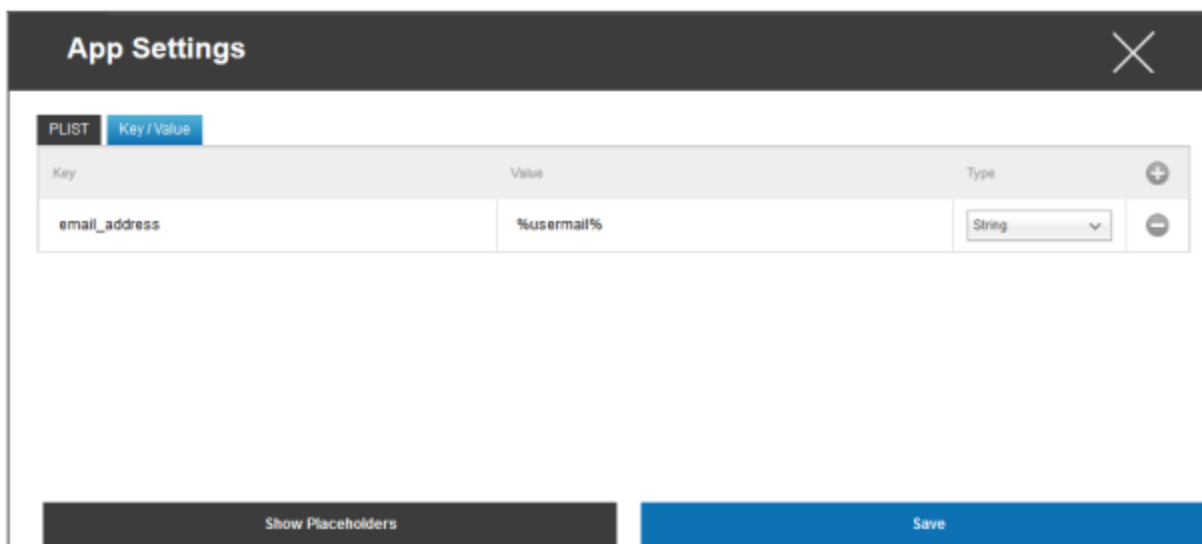 App Settings
PLIST Key / Value
Key Value Type
email_address %usermail% String
Show Placeholders Save